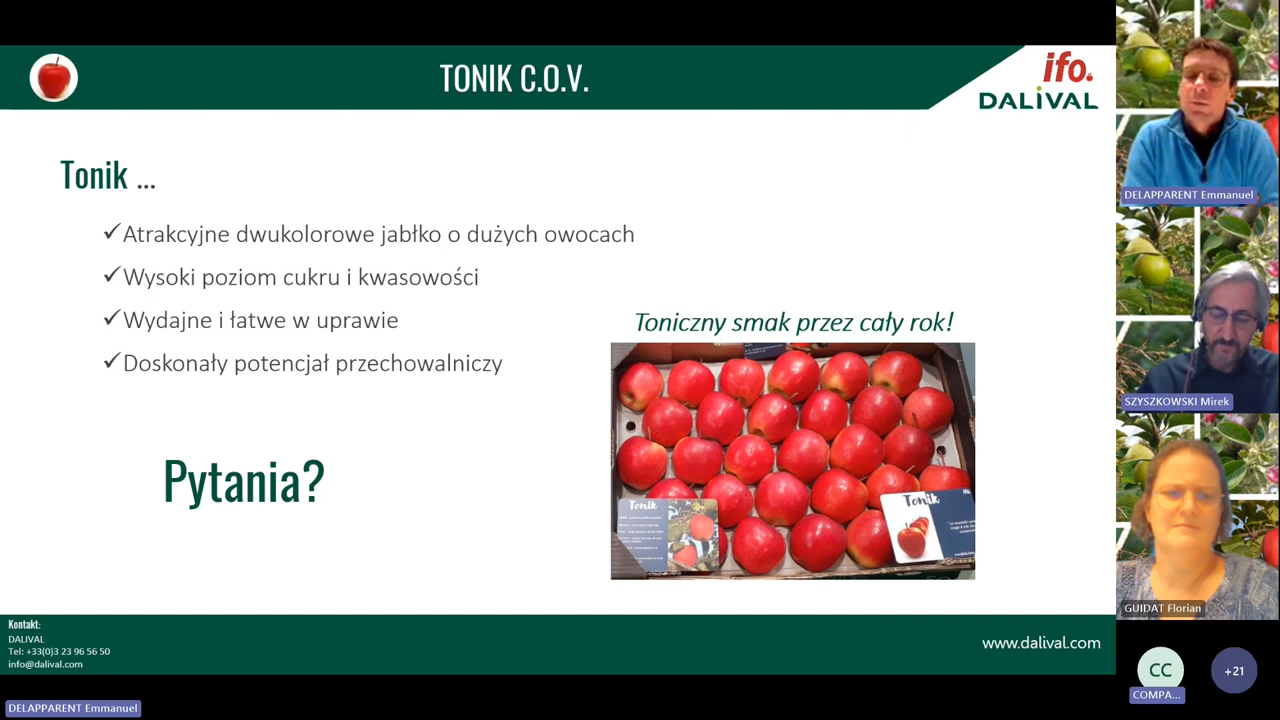 TONIK C.O.V.
ifo.
DALIVAL
Tonik ...
✓Atrakcyjne dwukolorowe jabłko o dużych owocach
✓Wysoki poziom cukru i kwasowości
✓Wydajne i łatwe w uprawie
✓Doskonały potencjał przechowalniczy
Toniczny smak przez cały rok!
Tonik
Tonik
Pytania?
Kontakt:
DALIVAL
Tel: +33(0)3 23 96 56 50
info@dalival.com
www.dalival.com
DELAPPARENT Emmanuel
DELAPPARENT Emmanuel
SZYSZKOWSKI Mirek
GUIDAT Florian
CC
COMPA...
+21